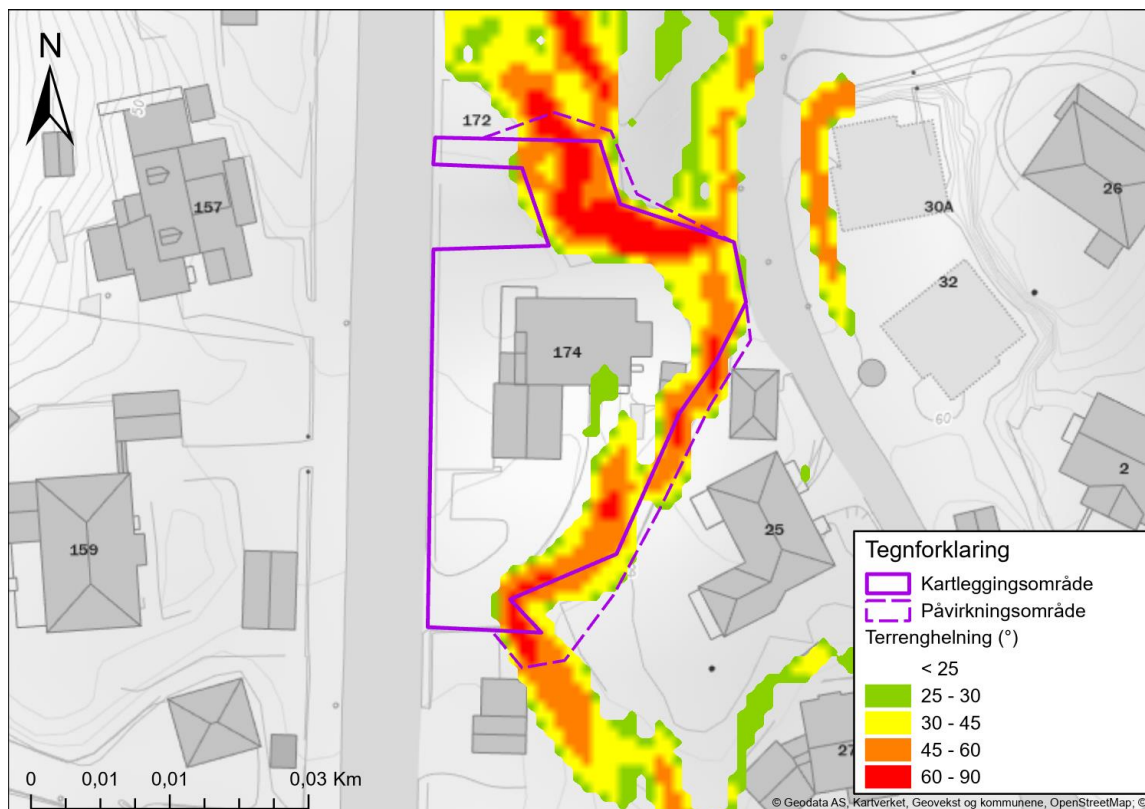 N
50
172
157
30A
26
32
174
60
2
159
25
27
Tegnforklaring
Kartleggingsområde
Påvirkningsområde
Terrenghelning (°)
< 25
25 - 30
30 - 45
45 - 60
60 - 90
0 0,01 0,01 0,03 Km
© Geodata AS, Kartverket, Geovekst og kommunene, OpenStreetMap, ©